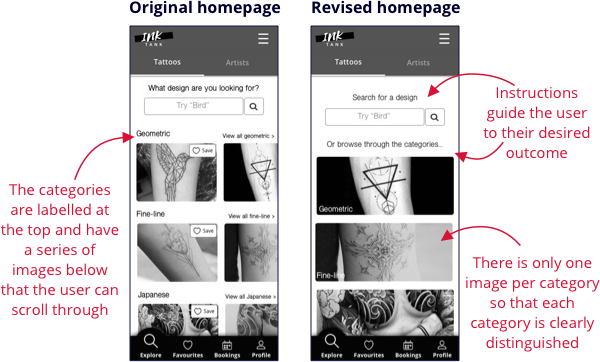 Original homepage
Revised homepage
INK
TANK
Tattoos
Artists
What design are you looking for?
Try "Bird"
Geometric
View all geometric >
Save
Fine-line
View all fine-line >
Save
Japanese
View all Japanese >
Save
Explore
Favourites
Bookings
Profile
INK
TANK
Tattoos
Artists
Search for a design
Try "Bird"
Or browse through the categories...
Geometric
Fine-line
Explore
Favourites
Bookings
Profile
The categories
are labelled at
the top and have
a series of
images below
that the user can
scroll through
Instructions
guide the user
to their desired
outcome
There is only one
image per category
so that each
category is clearly
distinguished